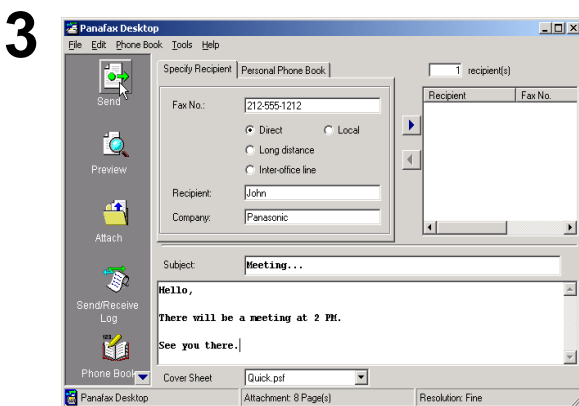 3
Panafax Desktop
File Edit Phone Book Tools Help
Send
Preview
Attach
Send/Receive
Log
Phone Book
Specify Recipient Personal Phone Book
Fax No.: 212-555-1212
Direct Local
Long distance
Inter-office line
Recipient: John
Company: Panasonic
1 recipient(s)
Recipient Fax No.
Subject: Meeting...
Hello,
There will be a meeting at 2 PM.
See you there.
Cover Sheet Quick.psf
Panafax Desktop Attachment: 8 Page(s) Resolution: Fine